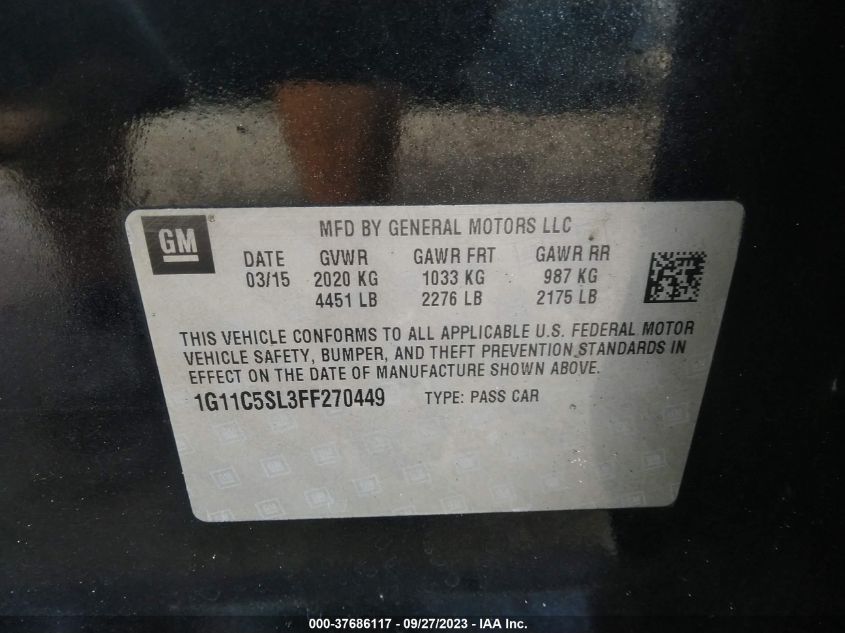 GM
MFD BY GENERAL MOTORS LLC
DATE GVWR GAWR FRT GAWR RR
03/15 2020 KG 1033 KG 987 KG
4451 LB 2276 LB 2175 LB
THIS VEHICLE CONFORMS TO ALL APPLICABLE U.S. FEDERAL MOTOR
VEHICLE SAFETY, BUMPER, AND THEFT PREVENTION STANDARDS IN
EFFECT ON THE DATE OF MANUFACTURE SHOWN ABOVE.
1G11C5SL3FF270449 TYPE: PASS CAR
000-37686117 - 09/27/2023 - IAA Inc.